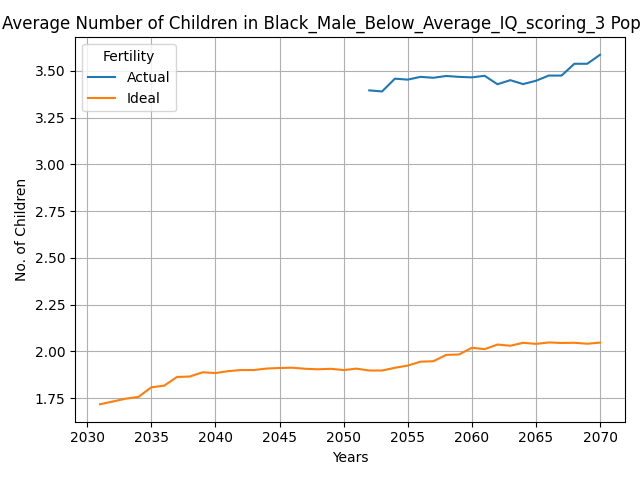 Average Number of Children in Black_Male_Below_Average_IQ_scoring_3 Pop
Fertility
Actual
Ideal
3.50
3.25
3.00
2.75
2.50
2.25
2.00
1.75
No. of Children
2030 2035 2040 2045 2050 2055 2060 2065 2070
Years